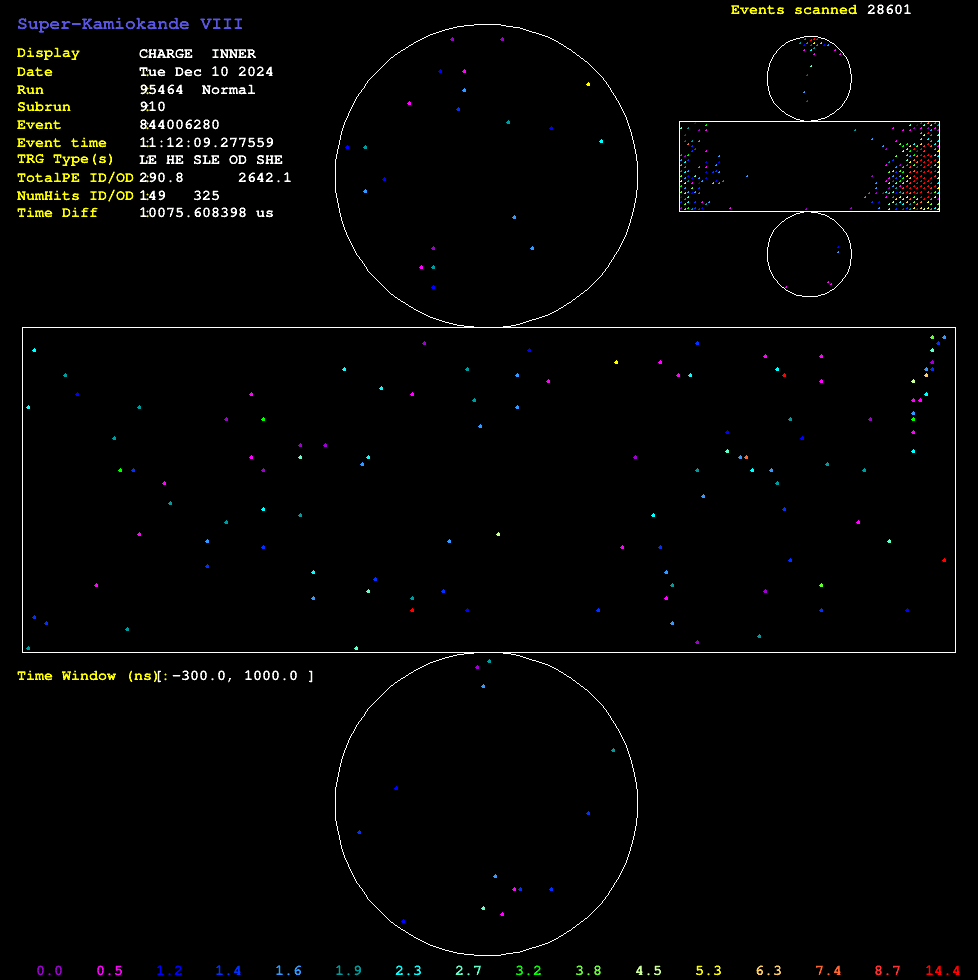 Super-Kamiokande VIII
Events scanned 28601
Display CHARGE INNER
Date Tue Dec 10 2024
Run 95464 Normal
Subrun 910
Event 844006280
Event time 11:12:09.277559
TRG Type(s) LE HE SLE OD SHE
TotalPE ID/OD 290.8 2642.1
NumHits ID/OD 149 325
Time Diff 10075.608398 us
Time Window (ns): [ -300.0, 1000.0 ]
0.0 0.5 1.2 1.4 1.6 1.9 2.3 2.7 3.2 3.8 4.5 5.3 6.3 7.4 8.7 14.4